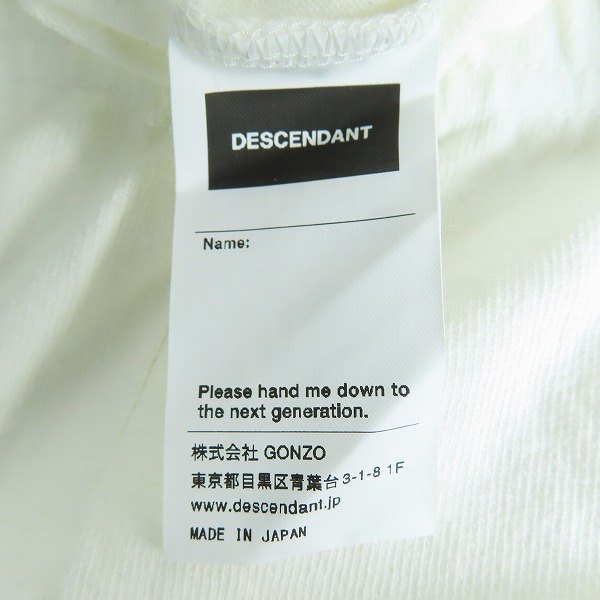 DESCENDANT
Name:
Please hand me down to
the next generation.
株式会社 GONZO
東京都目黒区青葉台3-1-8 1F
www.descendant.jp
MADE IN JAPAN